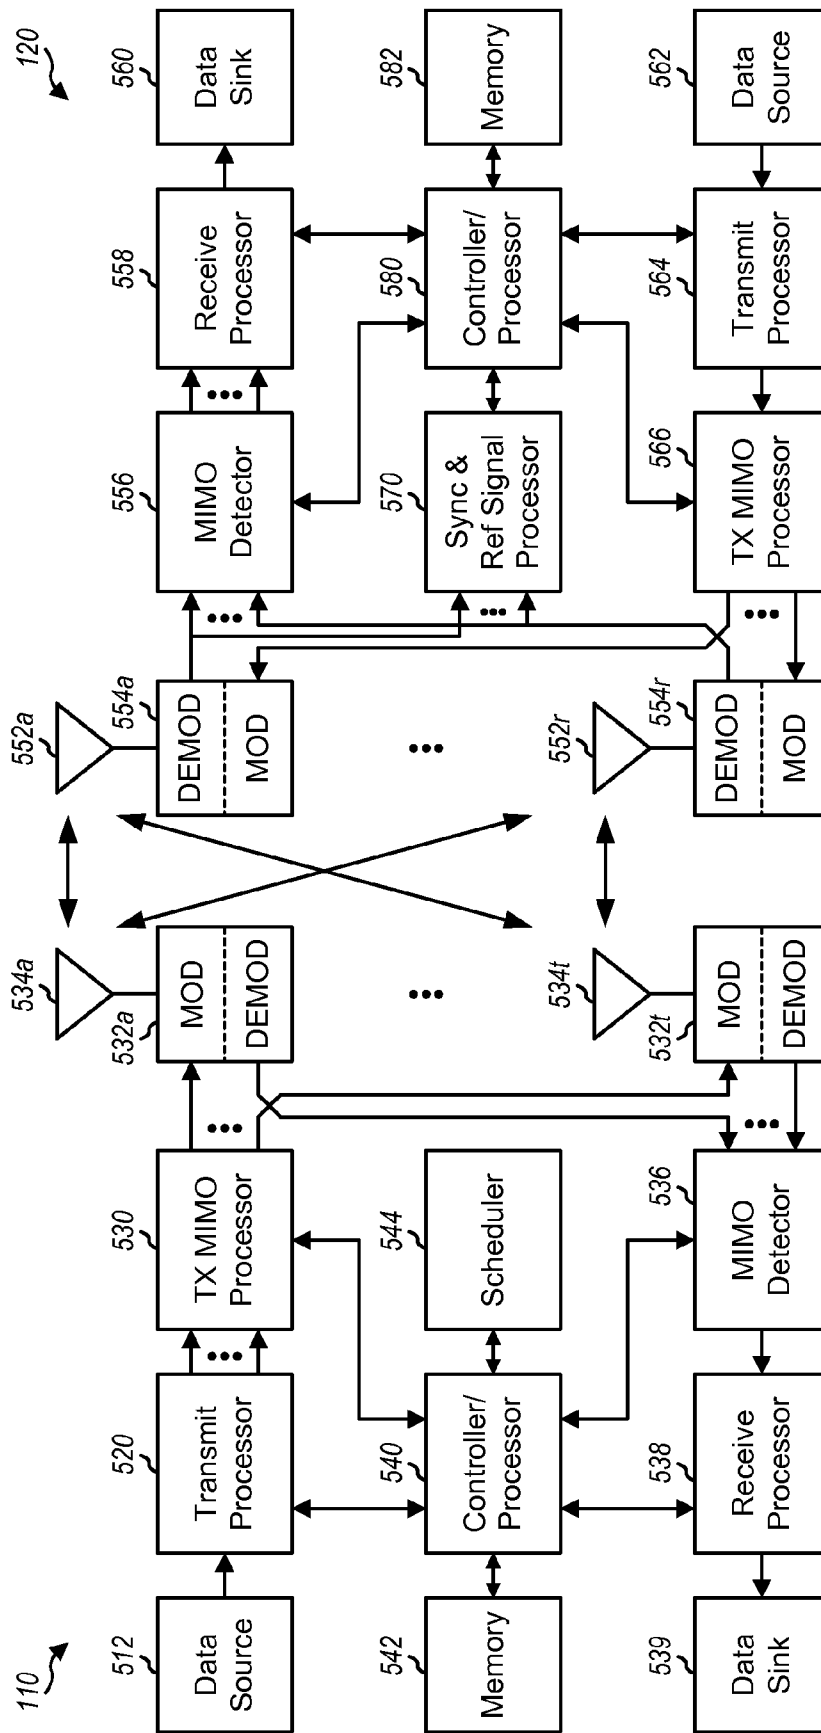 110
120
512
Data
Source
520
Transmit
Processor
530
TX MIMO
Processor
532a
MOD
DEMOD
534a
552a
554a
DEMOD
MOD
556
MIMO
Detector
558
Receive
Processor
560
Data
Sink
542
Memory
540
Controller/
Processor
544
Scheduler
570
Sync &
Ref Signal
Processor
580
Controller/
Processor
582
Memory
539
Data
Sink
538
Receive
Processor
536
MIMO
Detector
532t
MOD
DEMOD
534t
552r
554r
DEMOD
MOD
566
TX MIMO
Processor
564
Transmit
Processor
562
Data
Source